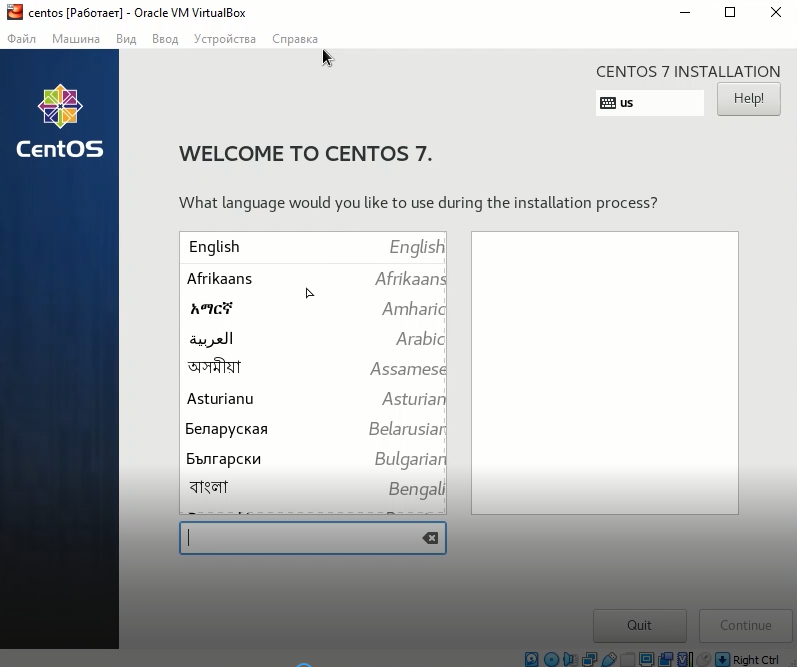 centos [Работает] - Oracle VM VirtualBox
Файл Машина Вид Ввод Устройства Справка
CENTOS 7 INSTALLATION
us
Help!
CentOS
WELCOME TO CENTOS 7.
What language would you like to use during the installation process?
English English
Afrikaans Afrikaans
አማርኛ Amharic
العربية Arabic
অসমীয়া Assamese
Asturianu Asturian
Беларуская Belarusian
Български Bulgarian
বাংলা Bengali
Quit
Continue
Right Ctrl